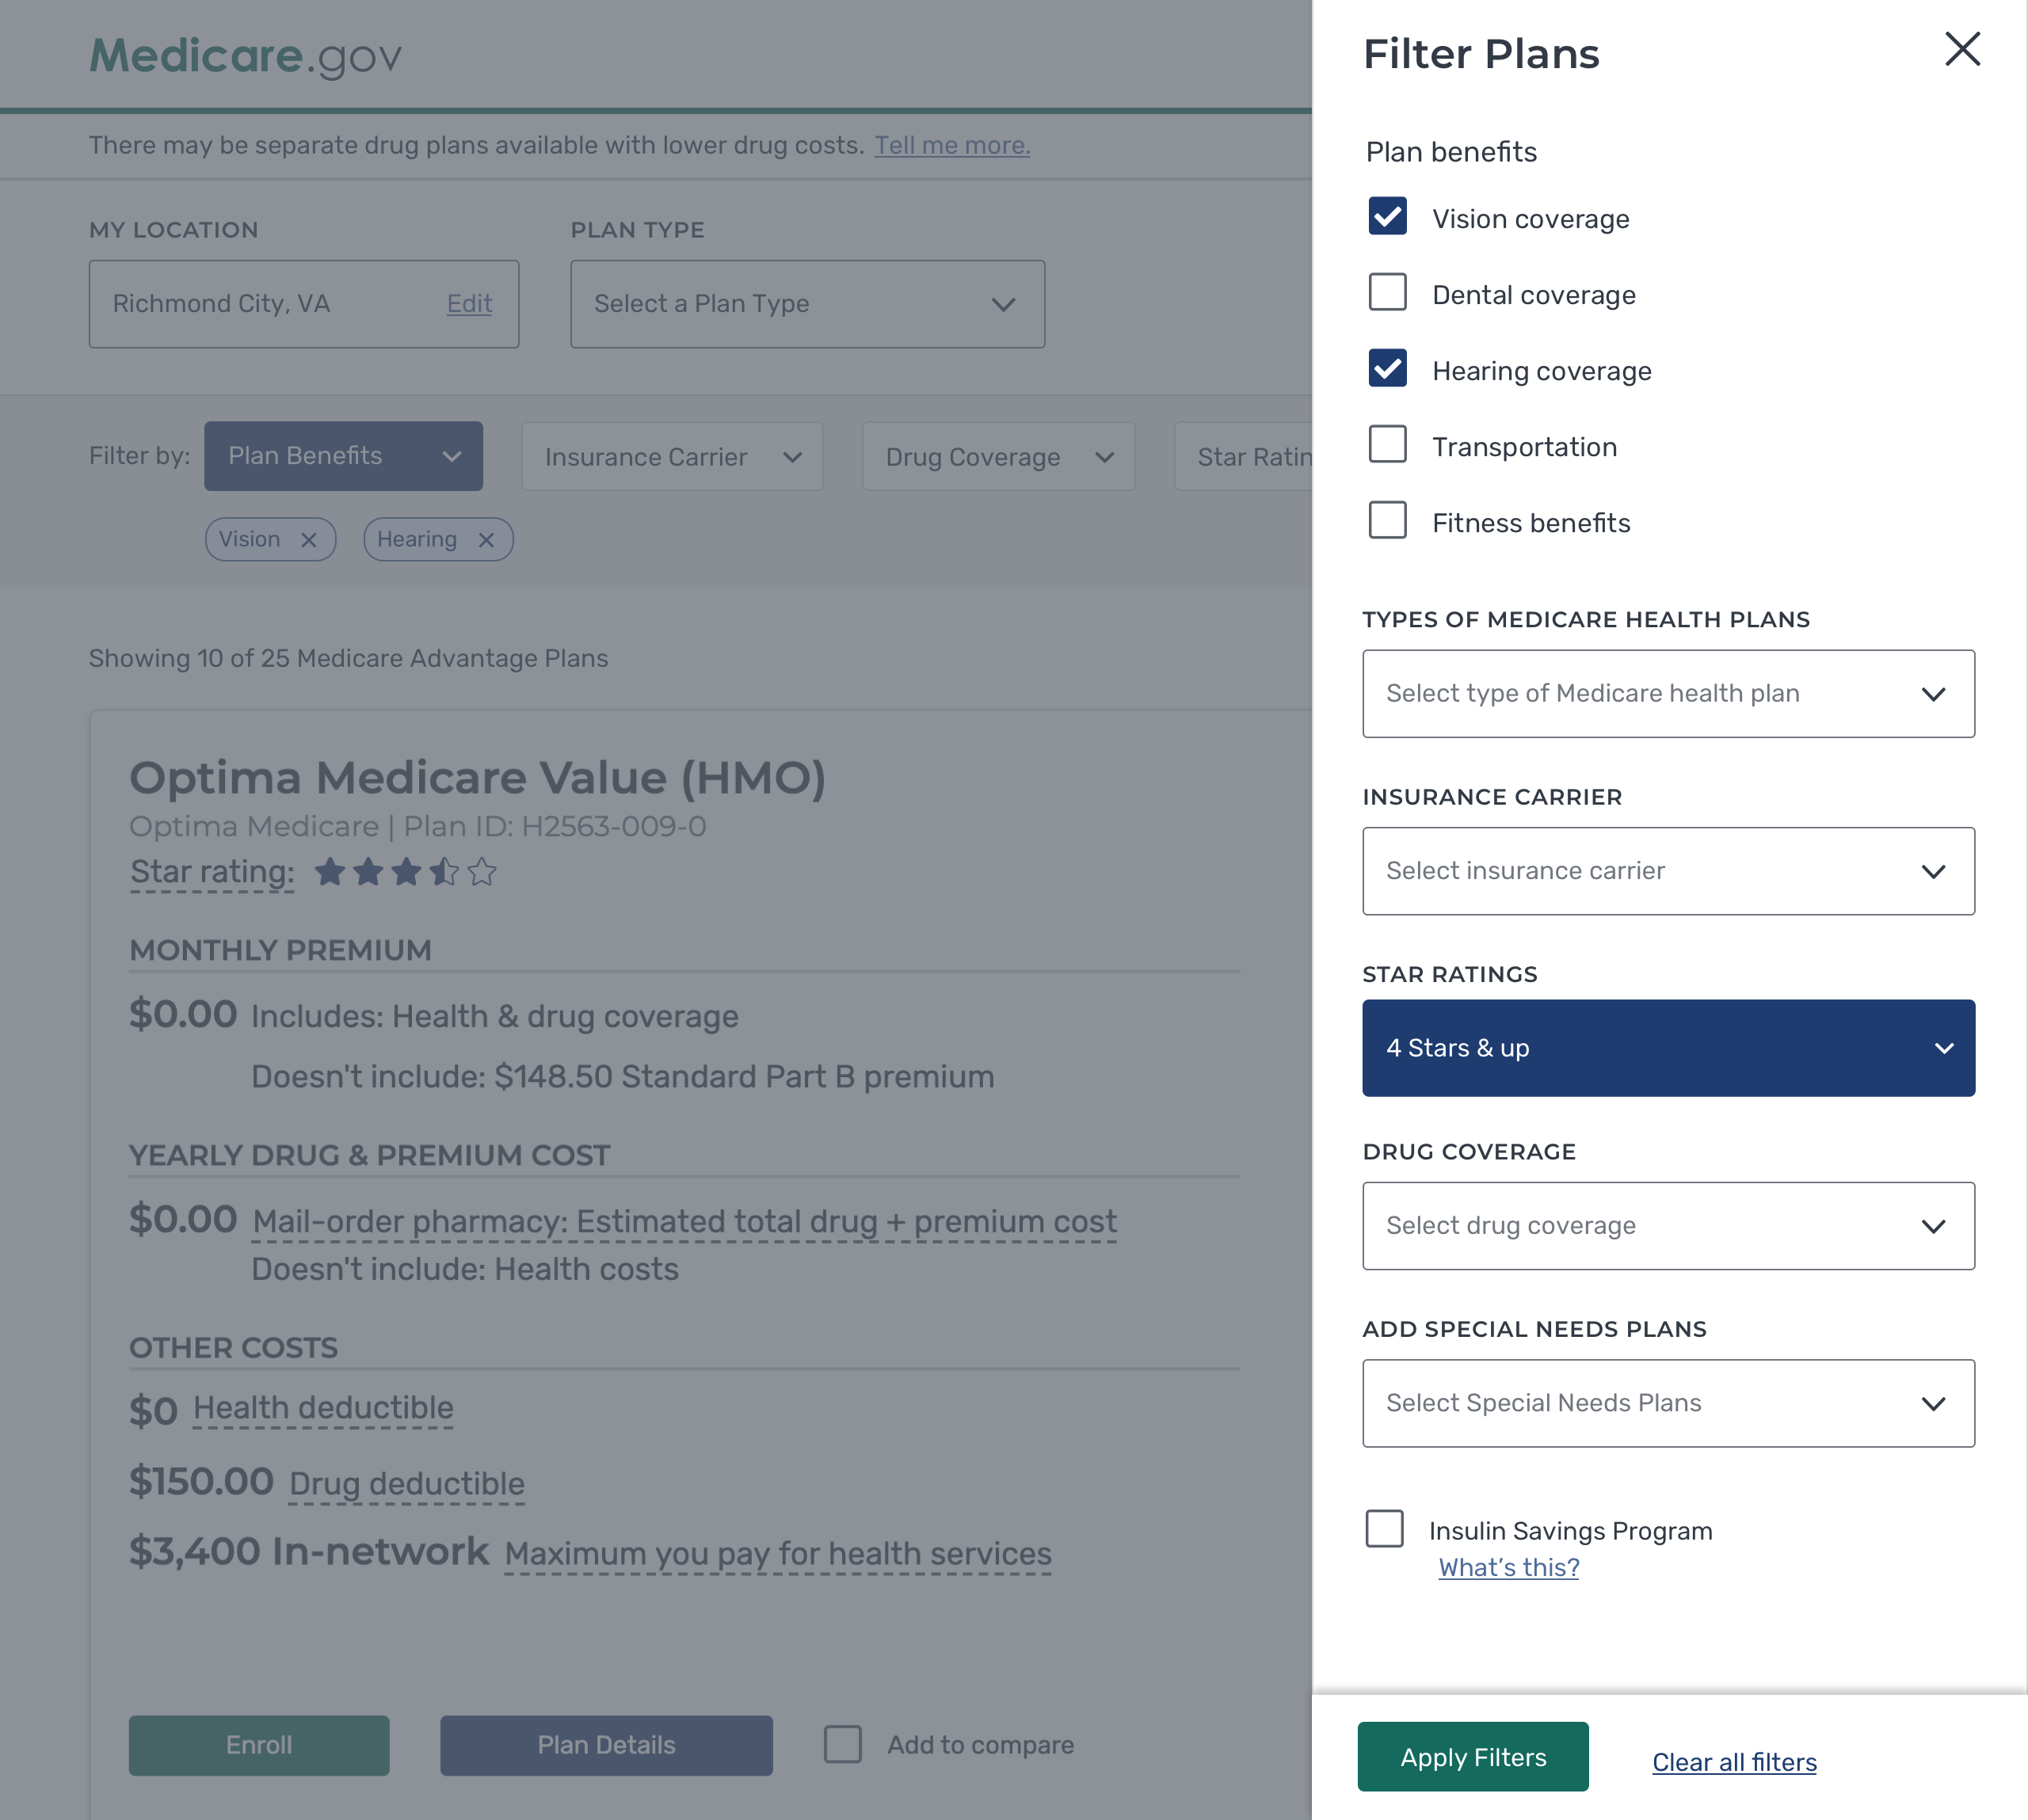 Medicare.gov
There may be separate drug plans available with lower drug costs. Tell me more.
MY LOCATION
Richmond City, VA Edit
PLAN TYPE
Select a Plan Type
Filter by: Plan Benefits Insurance Carrier Drug Coverage Star Ratin
Vision Hearing
Showing 10 of 25 Medicare Advantage Plans
Optima Medicare Value (HMO)
Optima Medicare | Plan ID: H2563-009-0
Star rating:
MONTHLY PREMIUM
$0.00 Includes: Health & drug coverage
Doesn't include: $148.50 Standard Part B premium
YEARLY DRUG & PREMIUM COST
$0.00 Mail-order pharmacy: Estimated total drug + premium cost
Doesn't include: Health costs
OTHER COSTS
$0 Health deductible
$150.00 Drug deductible
$3,400 In-network Maximum you pay for health services
Enroll Plan Details Add to compare
Filter Plans
Plan benefits
Vision coverage
Dental coverage
Hearing coverage
Transportation
Fitness benefits
TYPES OF MEDICARE HEALTH PLANS
Select type of Medicare health plan
INSURANCE CARRIER
Select insurance carrier
STAR RATINGS
4 Stars & up
DRUG COVERAGE
Select drug coverage
ADD SPECIAL NEEDS PLANS
Select Special Needs Plans
Insulin Savings Program
What's this?
Apply Filters Clear all filters